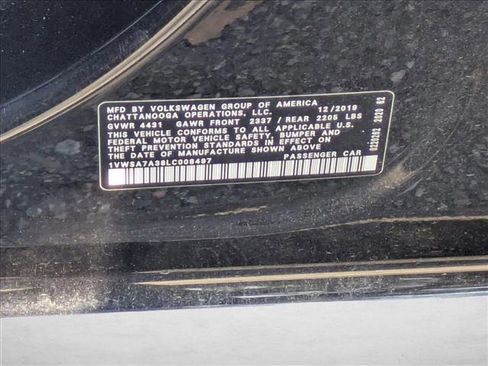 MFD BY VOLKSWAGEN GROUP OF AMERICA
CHATTANOOGA OPERATIONS, LLC. 12/2019
GVWR 4431 GAWR FRONT 2337 / REAR 2205 LBS
THIS VEHICLE CONFORMS TO ALL APPLICABLE U.S.
FEDERAL MOTOR VEHICLE SAFETY, BUMPER AND
THEFT PREVENTION STANDARDS IN EFFECT ON
THE DATE OF MANUFACTURE SHOWN ABOVE
1VWSA7A38LC008497 PASSENGER CAR